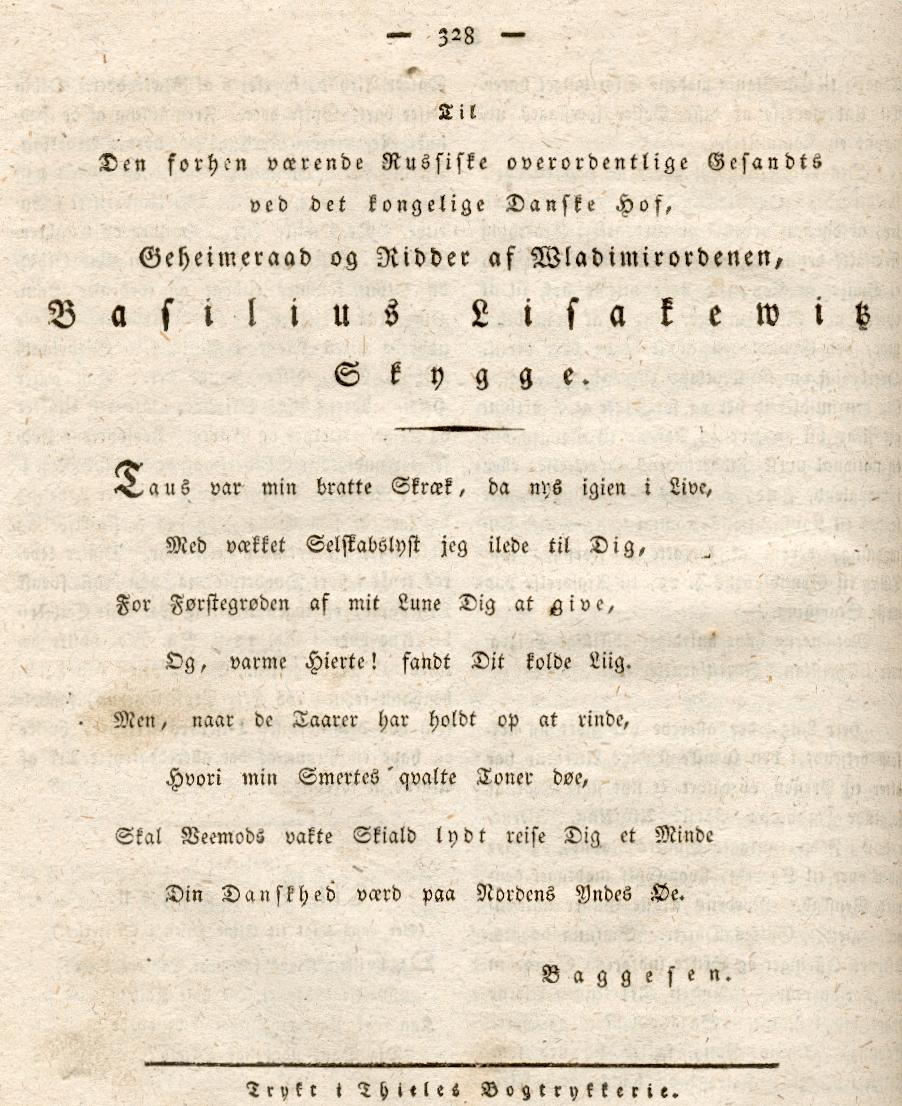 — 328 —
Til
Den forhen værende Russiske overordentlige Gesandts
ved det kongelige Danske Hof,
Geheimeraad og Ridder af Wladimirordenen,
Basilius Lisakewitz
Skygge.
Taus var min bratte Skræk, da nys igien i Live,
Med vækket Selskabslyst jeg ilede til Dig,
For Førstegrøden af mit Lune Dig at give,
Og, varme Hierte! fandt Dit kolde Liig.
Men, naar de Taarer har holdt op at rinde,
Hvori min Smertes qvalte Toner døe,
Skal Veemods vakte Skiald lydt reise Dig et Minde
Din Danskhed værd paa Nordens Yndes Øe.
Baggesen.
Trykt i Thieles Bogtrykkerie.